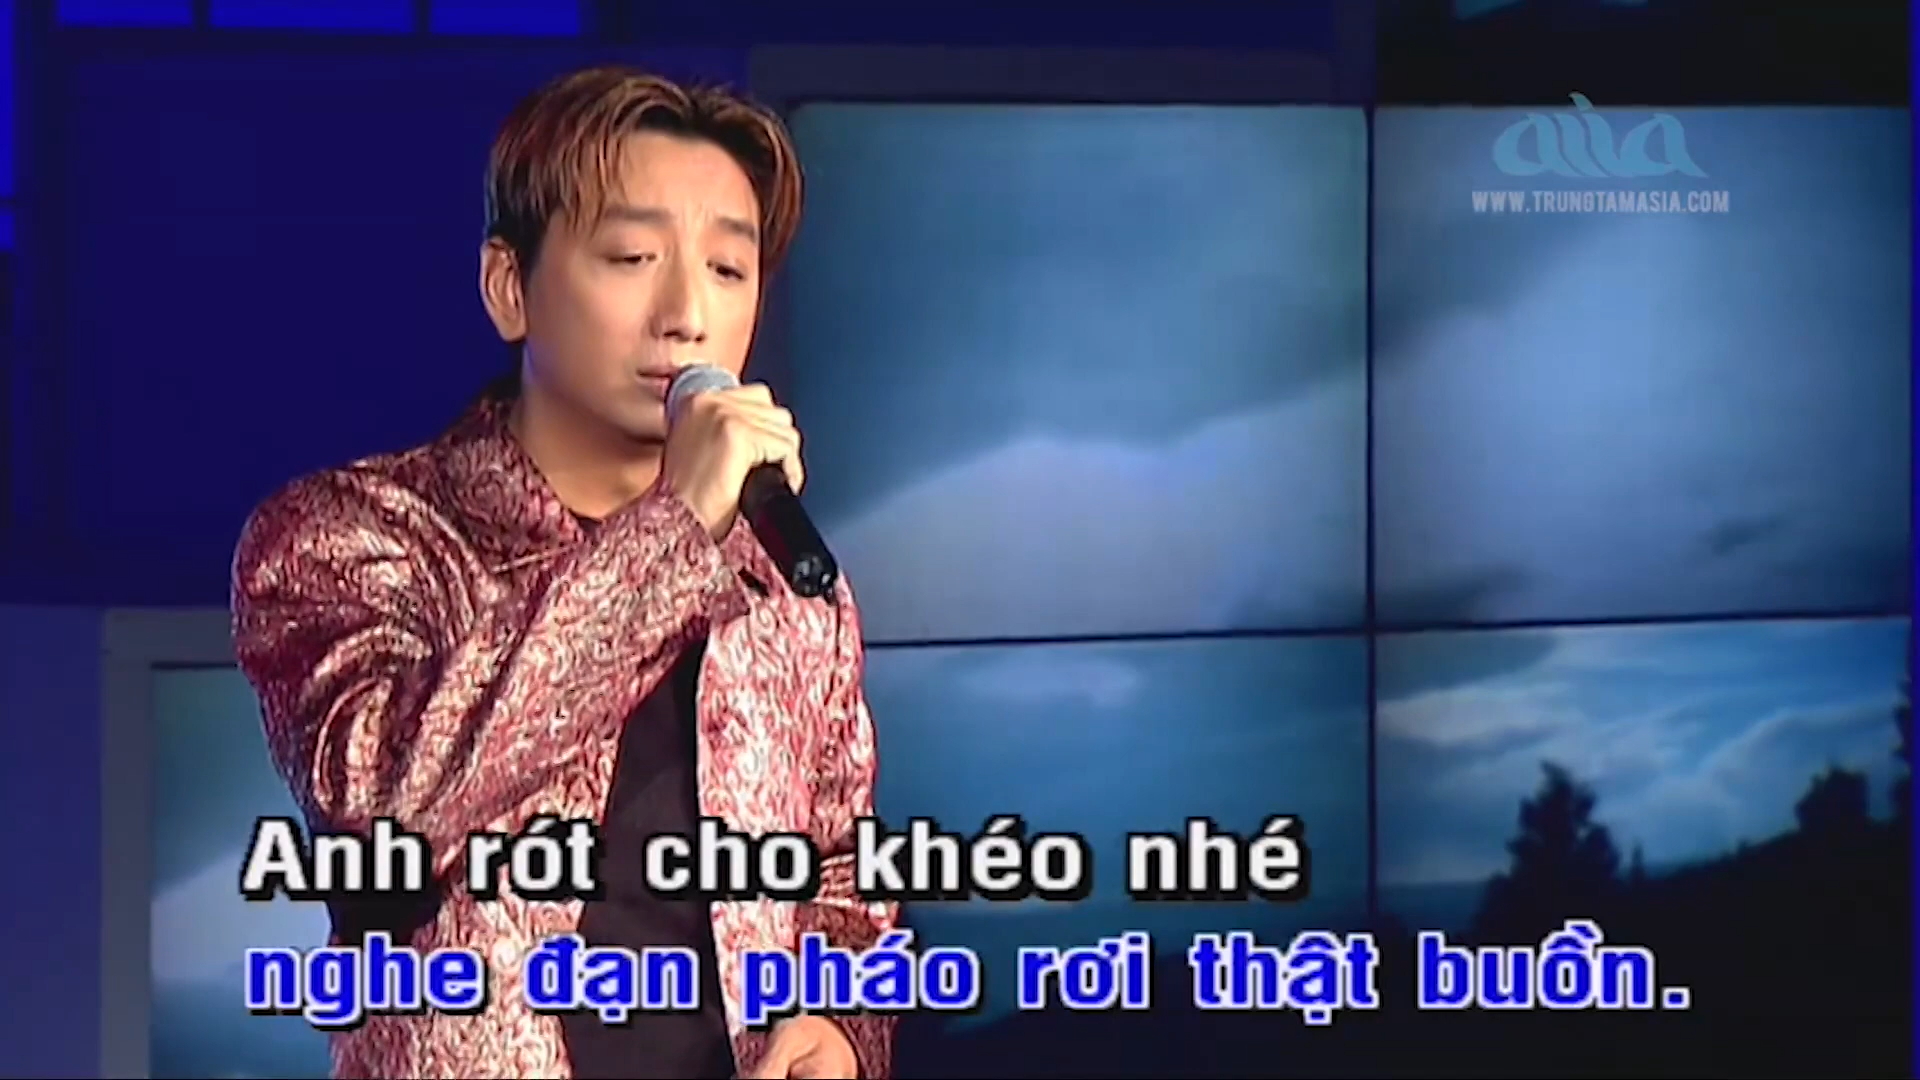 asia
WWW.TRUNGTAMASIA.COM
Anh rót cho khéo nhé
nghe đạn pháo rơi thật buồn.